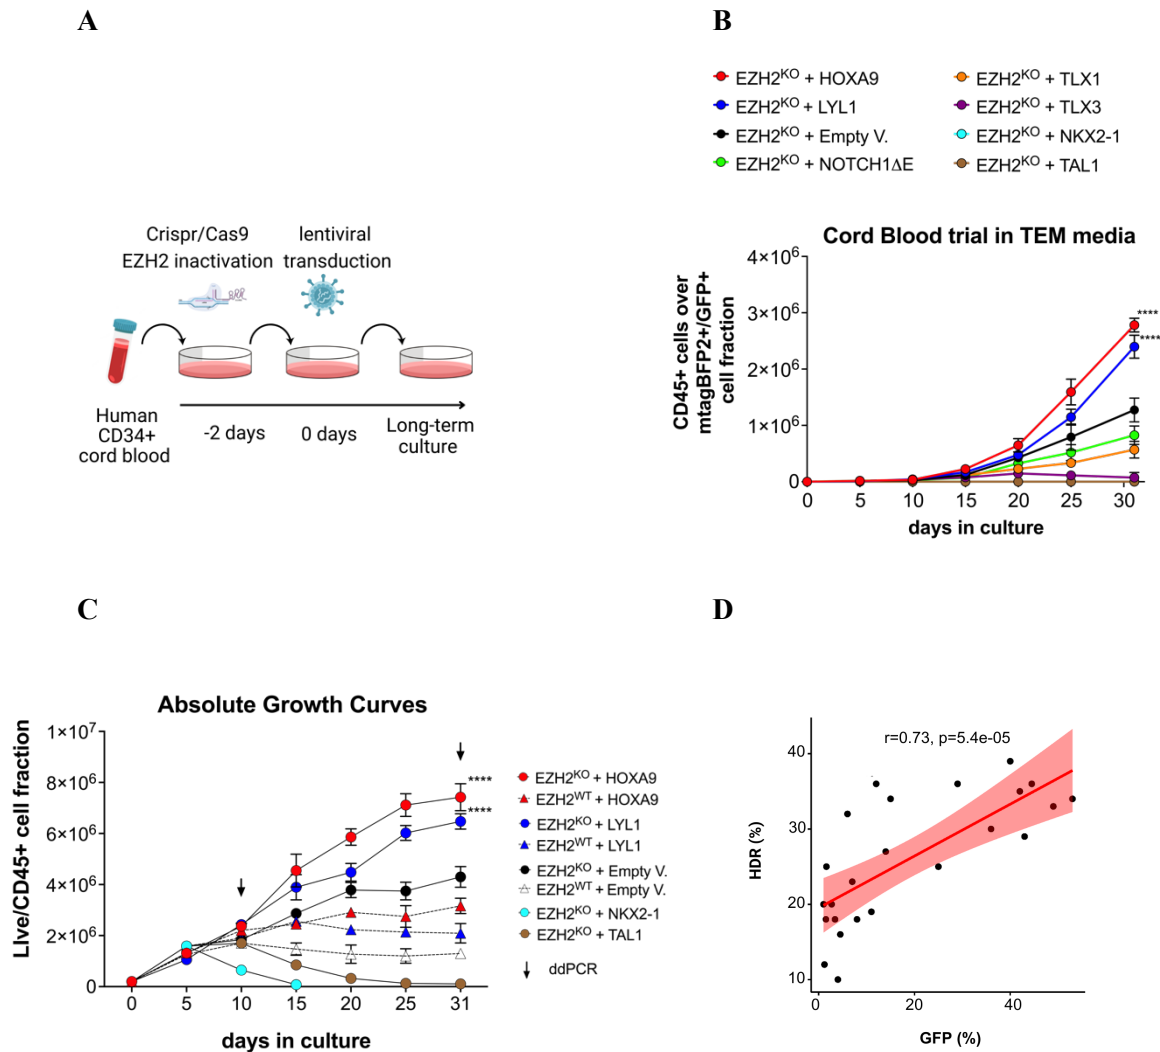 A
Crispr/Cas9
EZH2 inactivation
lentiviral
transduction
Human
CD34+
cord blood
-2 days
0 days
Long-term
culture
B
EZH2KO + HOXA9
EZH2KO + LYL1
EZH2KO + Empty V.
EZH2KO + NOTCH1ΔE
EZH2KO + TLX1
EZH2KO + TLX3
EZH2KO + NKX2-1
EZH2KO + TAL1
Cord Blood trial in TEM media
CD45+ cells over
mtagBFP2+/GFP+
cell fraction
4×10⁶
3×10⁶
2×10⁶
1×10⁶
0
****
****
0 5 10 15 20 25 30
days in culture
C
Absolute Growth Curves
LIve/CD45+ cell fraction
1×10⁷
8×10⁶
6×10⁶
4×10⁶
2×10⁶
0
****
****
0 5 10 15 20 25 31
days in culture
EZH2KO + HOXA9
EZH2WT + HOXA9
EZH2KO + LYL1
EZH2WT + LYL1
EZH2KO + Empty V.
EZH2WT + Empty V.
EZH2KO + NKX2-1
EZH2KO + TAL1
ddPCR
D
r=0.73, p=5.4e-05
HDR (%)
40
30
20
10
0 20 40
GFP (%)